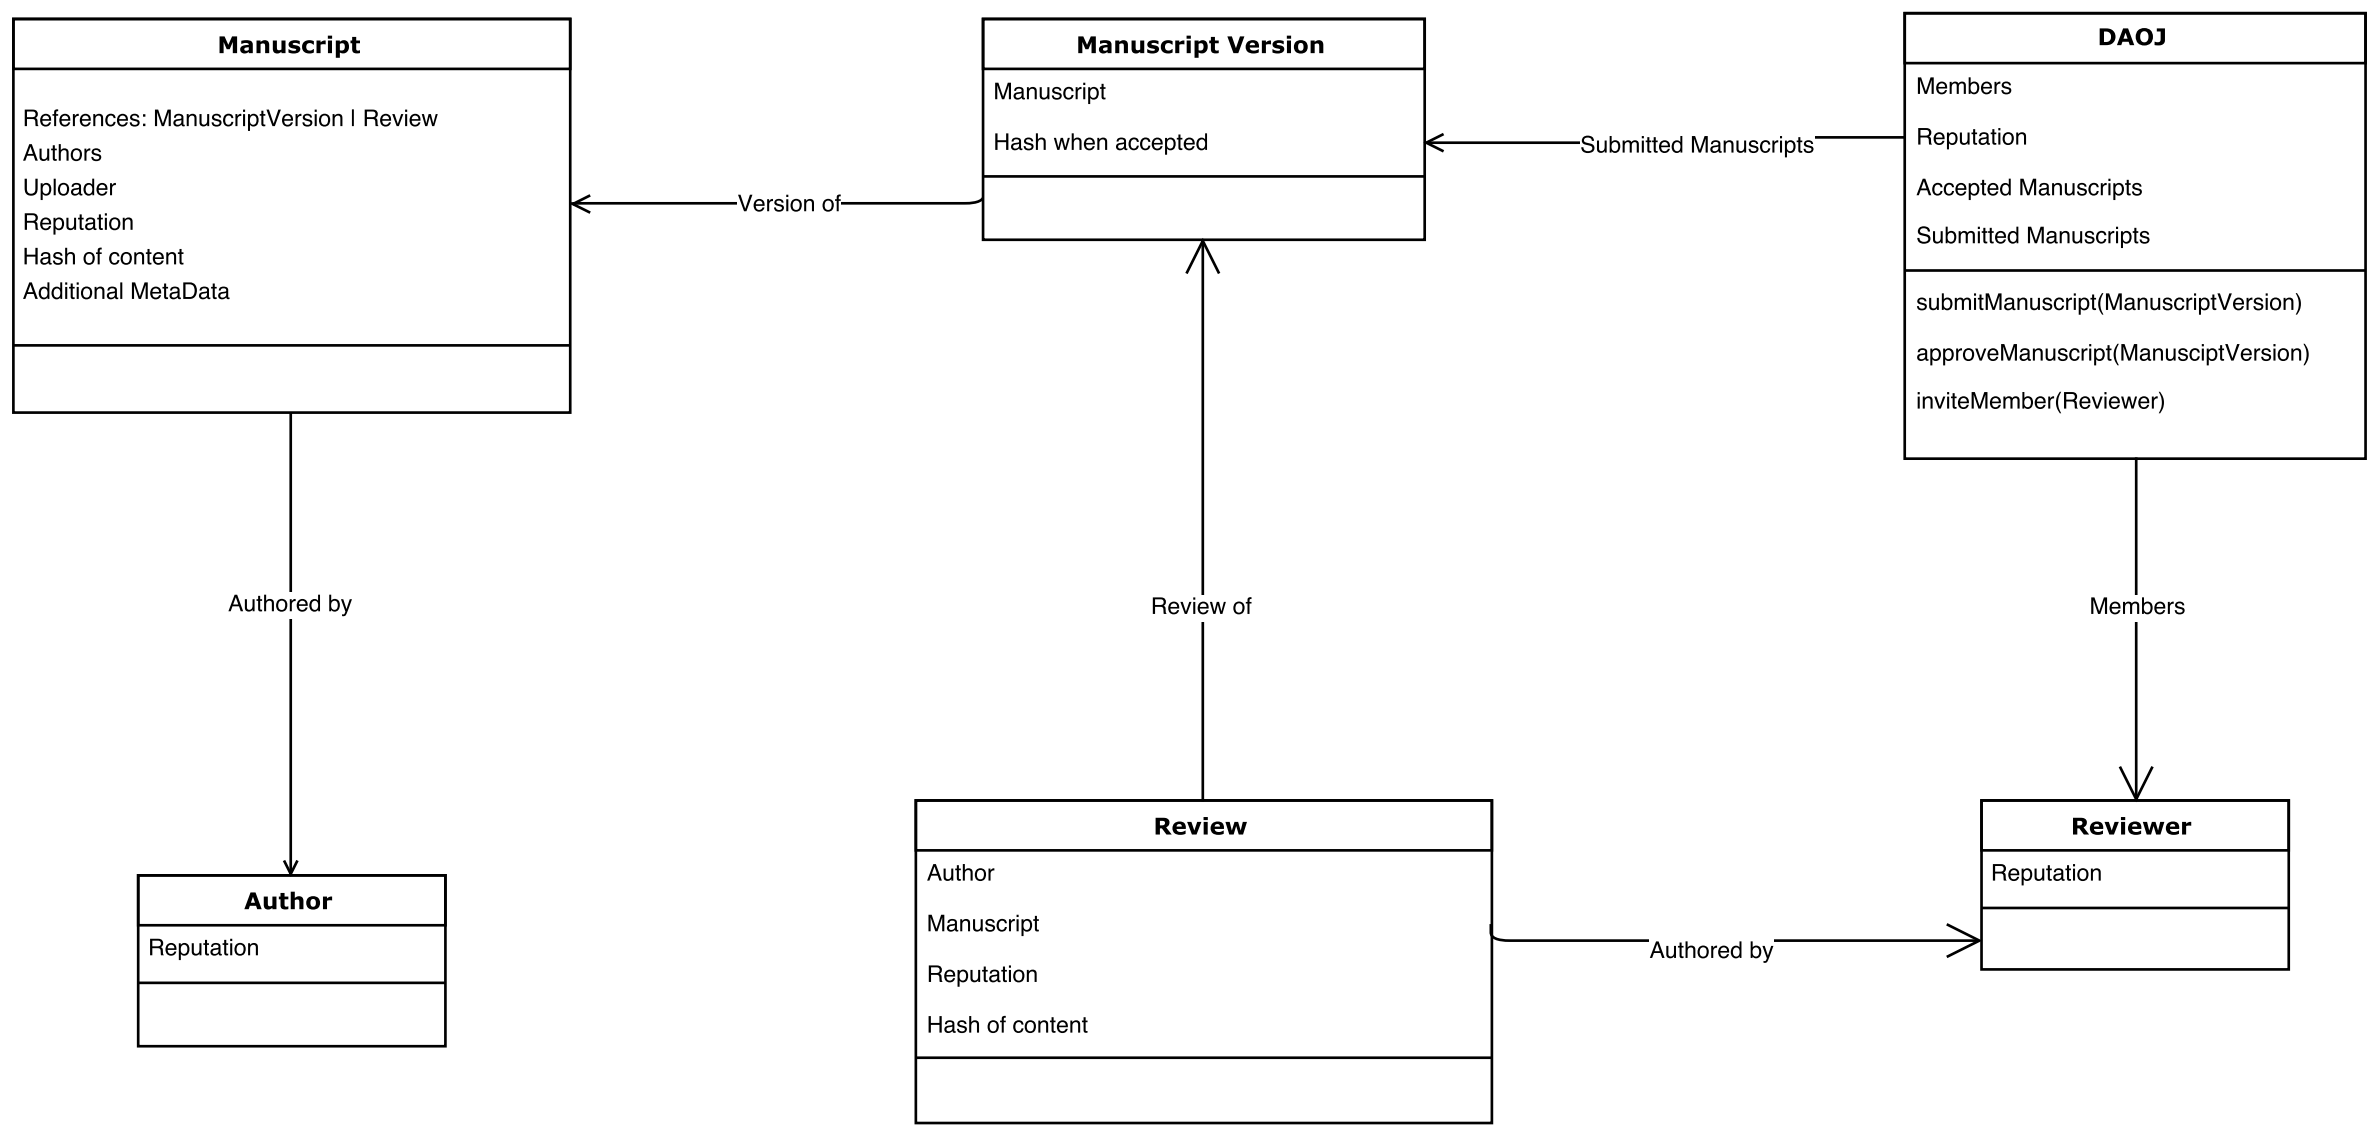 Manuscript
References: ManuscriptVersion | Review
Authors
Uploader
Reputation
Hash of content
Additional MetaData
Version of
Manuscript Version
Manuscript
Hash when accepted
Submitted Manuscripts
DAOJ
Members
Reputation
Accepted Manuscripts
Submitted Manuscripts
submitManuscript(ManuscriptVersion)
approveManuscript(ManusciptVersion)
inviteMember(Reviewer)
Authored by
Review of
Members
Author
Reputation
Review
Author
Manuscript
Reputation
Hash of content
Authored by
Reviewer
Reputation